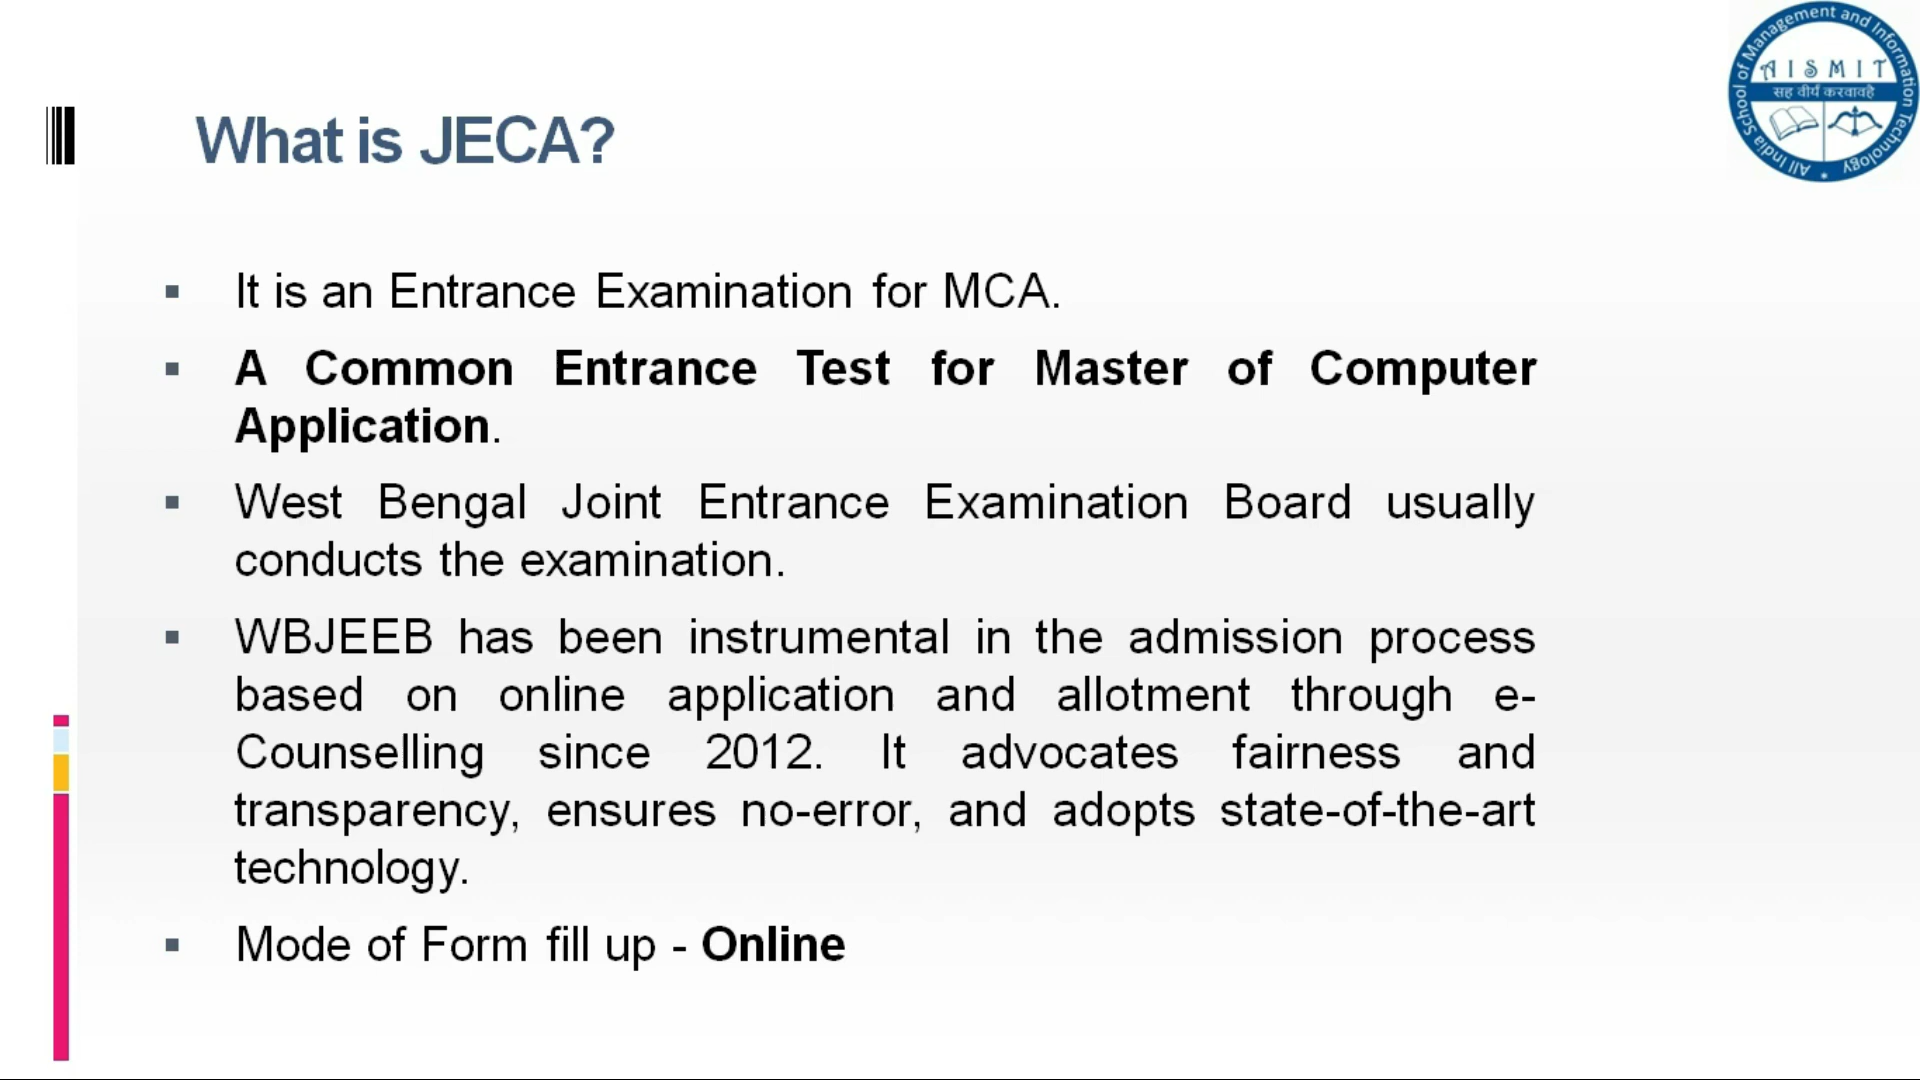 All India School of Management and Information Technology
AISMIT
सह वीर्यं करवावहै
What is JECA?
▪ It is an Entrance Examination for MCA.
▪ A Common Entrance Test for Master of Computer
Application.
▪ West Bengal Joint Entrance Examination Board usually
conducts the examination.
▪ WBJEEB has been instrumental in the admission process
based on online application and allotment through e-
Counselling since 2012. It advocates fairness and
transparency, ensures no-error, and adopts state-of-the-art
technology.
▪ Mode of Form fill up - Online